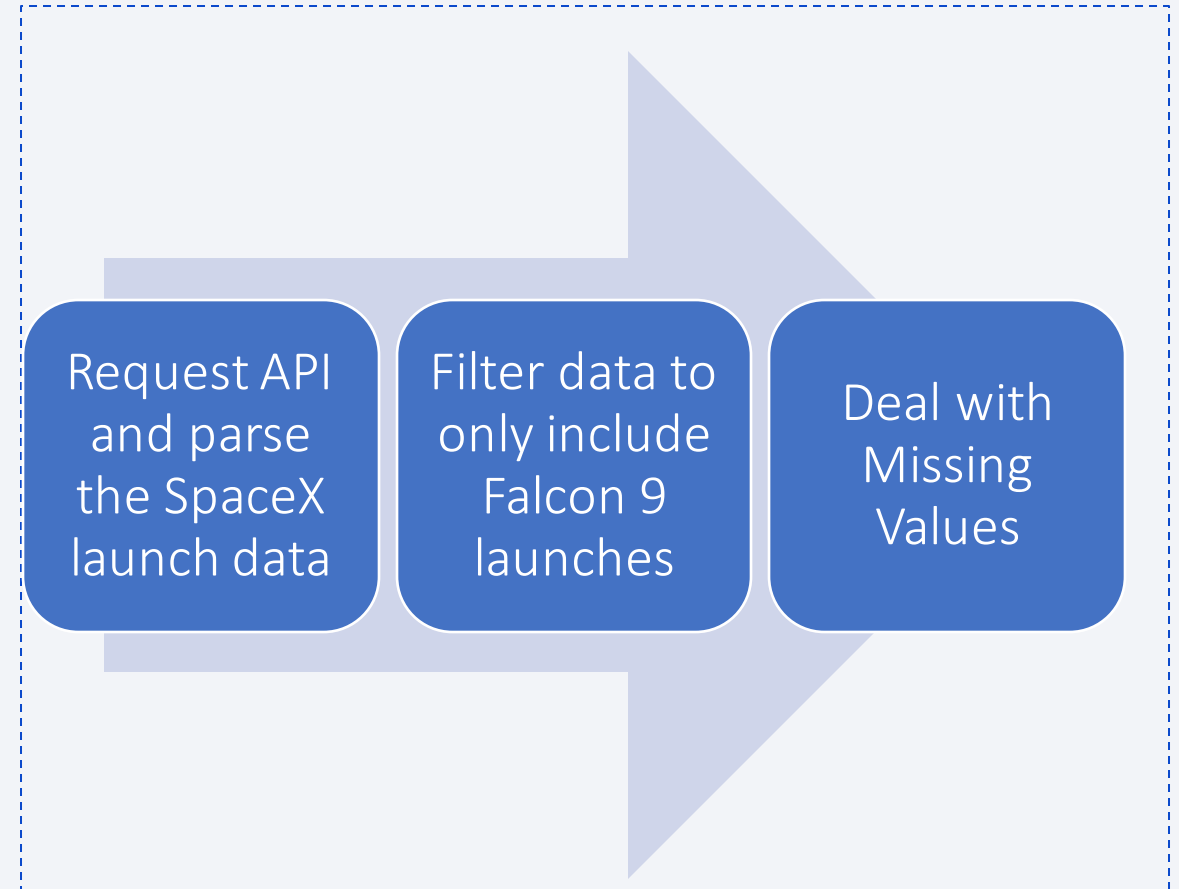 Request API
and parse
the SpaceX
launch data
Filter data to
only include
Falcon 9
launches
Deal with
Missing
Values